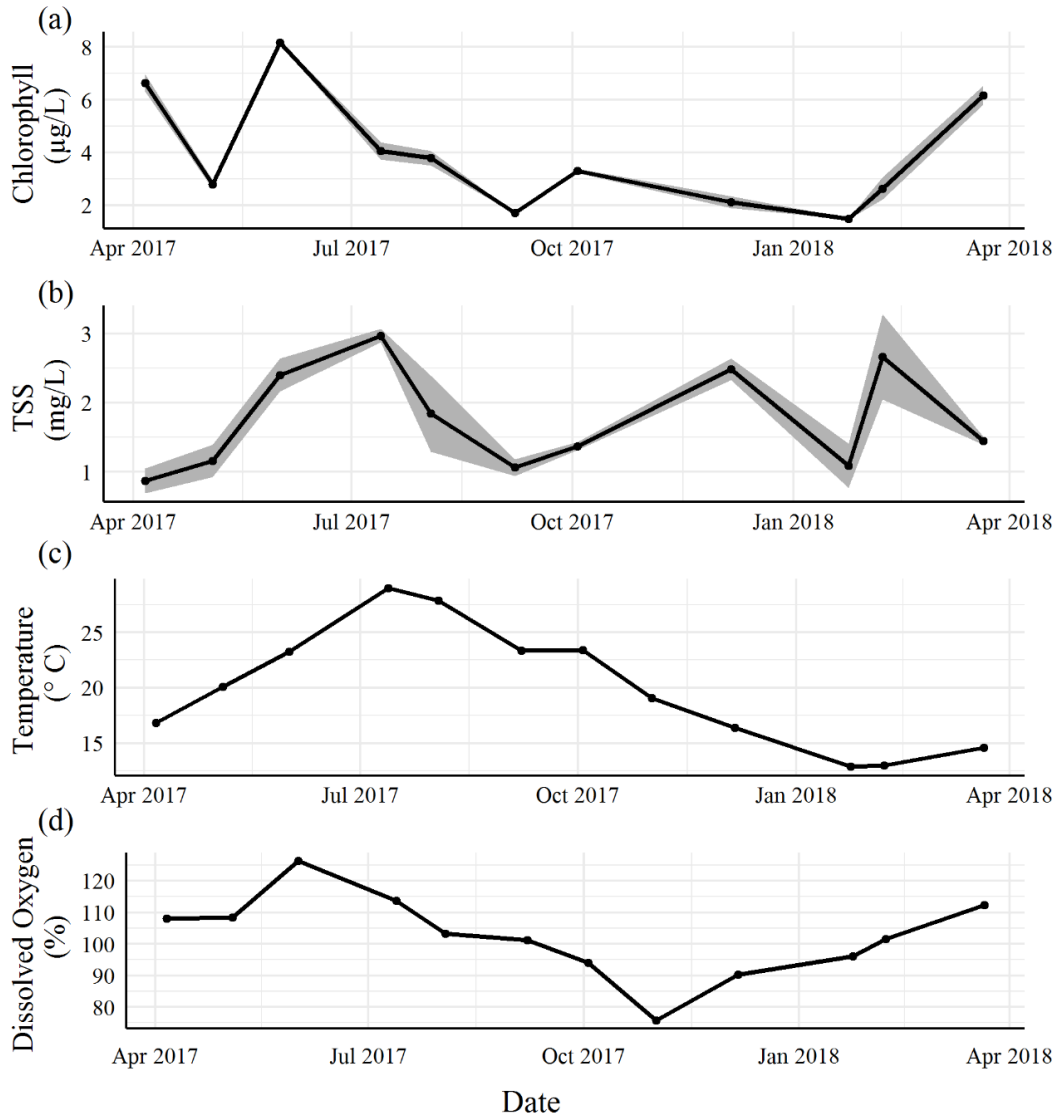 (a)
Chlorophyll
(µg/L)
8
6
4
2
Apr 2017 Jul 2017 Oct 2017 Jan 2018 Apr 2018
(b)
TSS
(mg/L)
3
2
1
Apr 2017 Jul 2017 Oct 2017 Jan 2018 Apr 2018
(c)
Temperature
(° C)
25
20
15
Apr 2017 Jul 2017 Oct 2017 Jan 2018 Apr 2018
(d)
Dissolved Oxygen
(%)
120
110
100
90
80
Apr 2017 Jul 2017 Oct 2017 Jan 2018 Apr 2018
Date